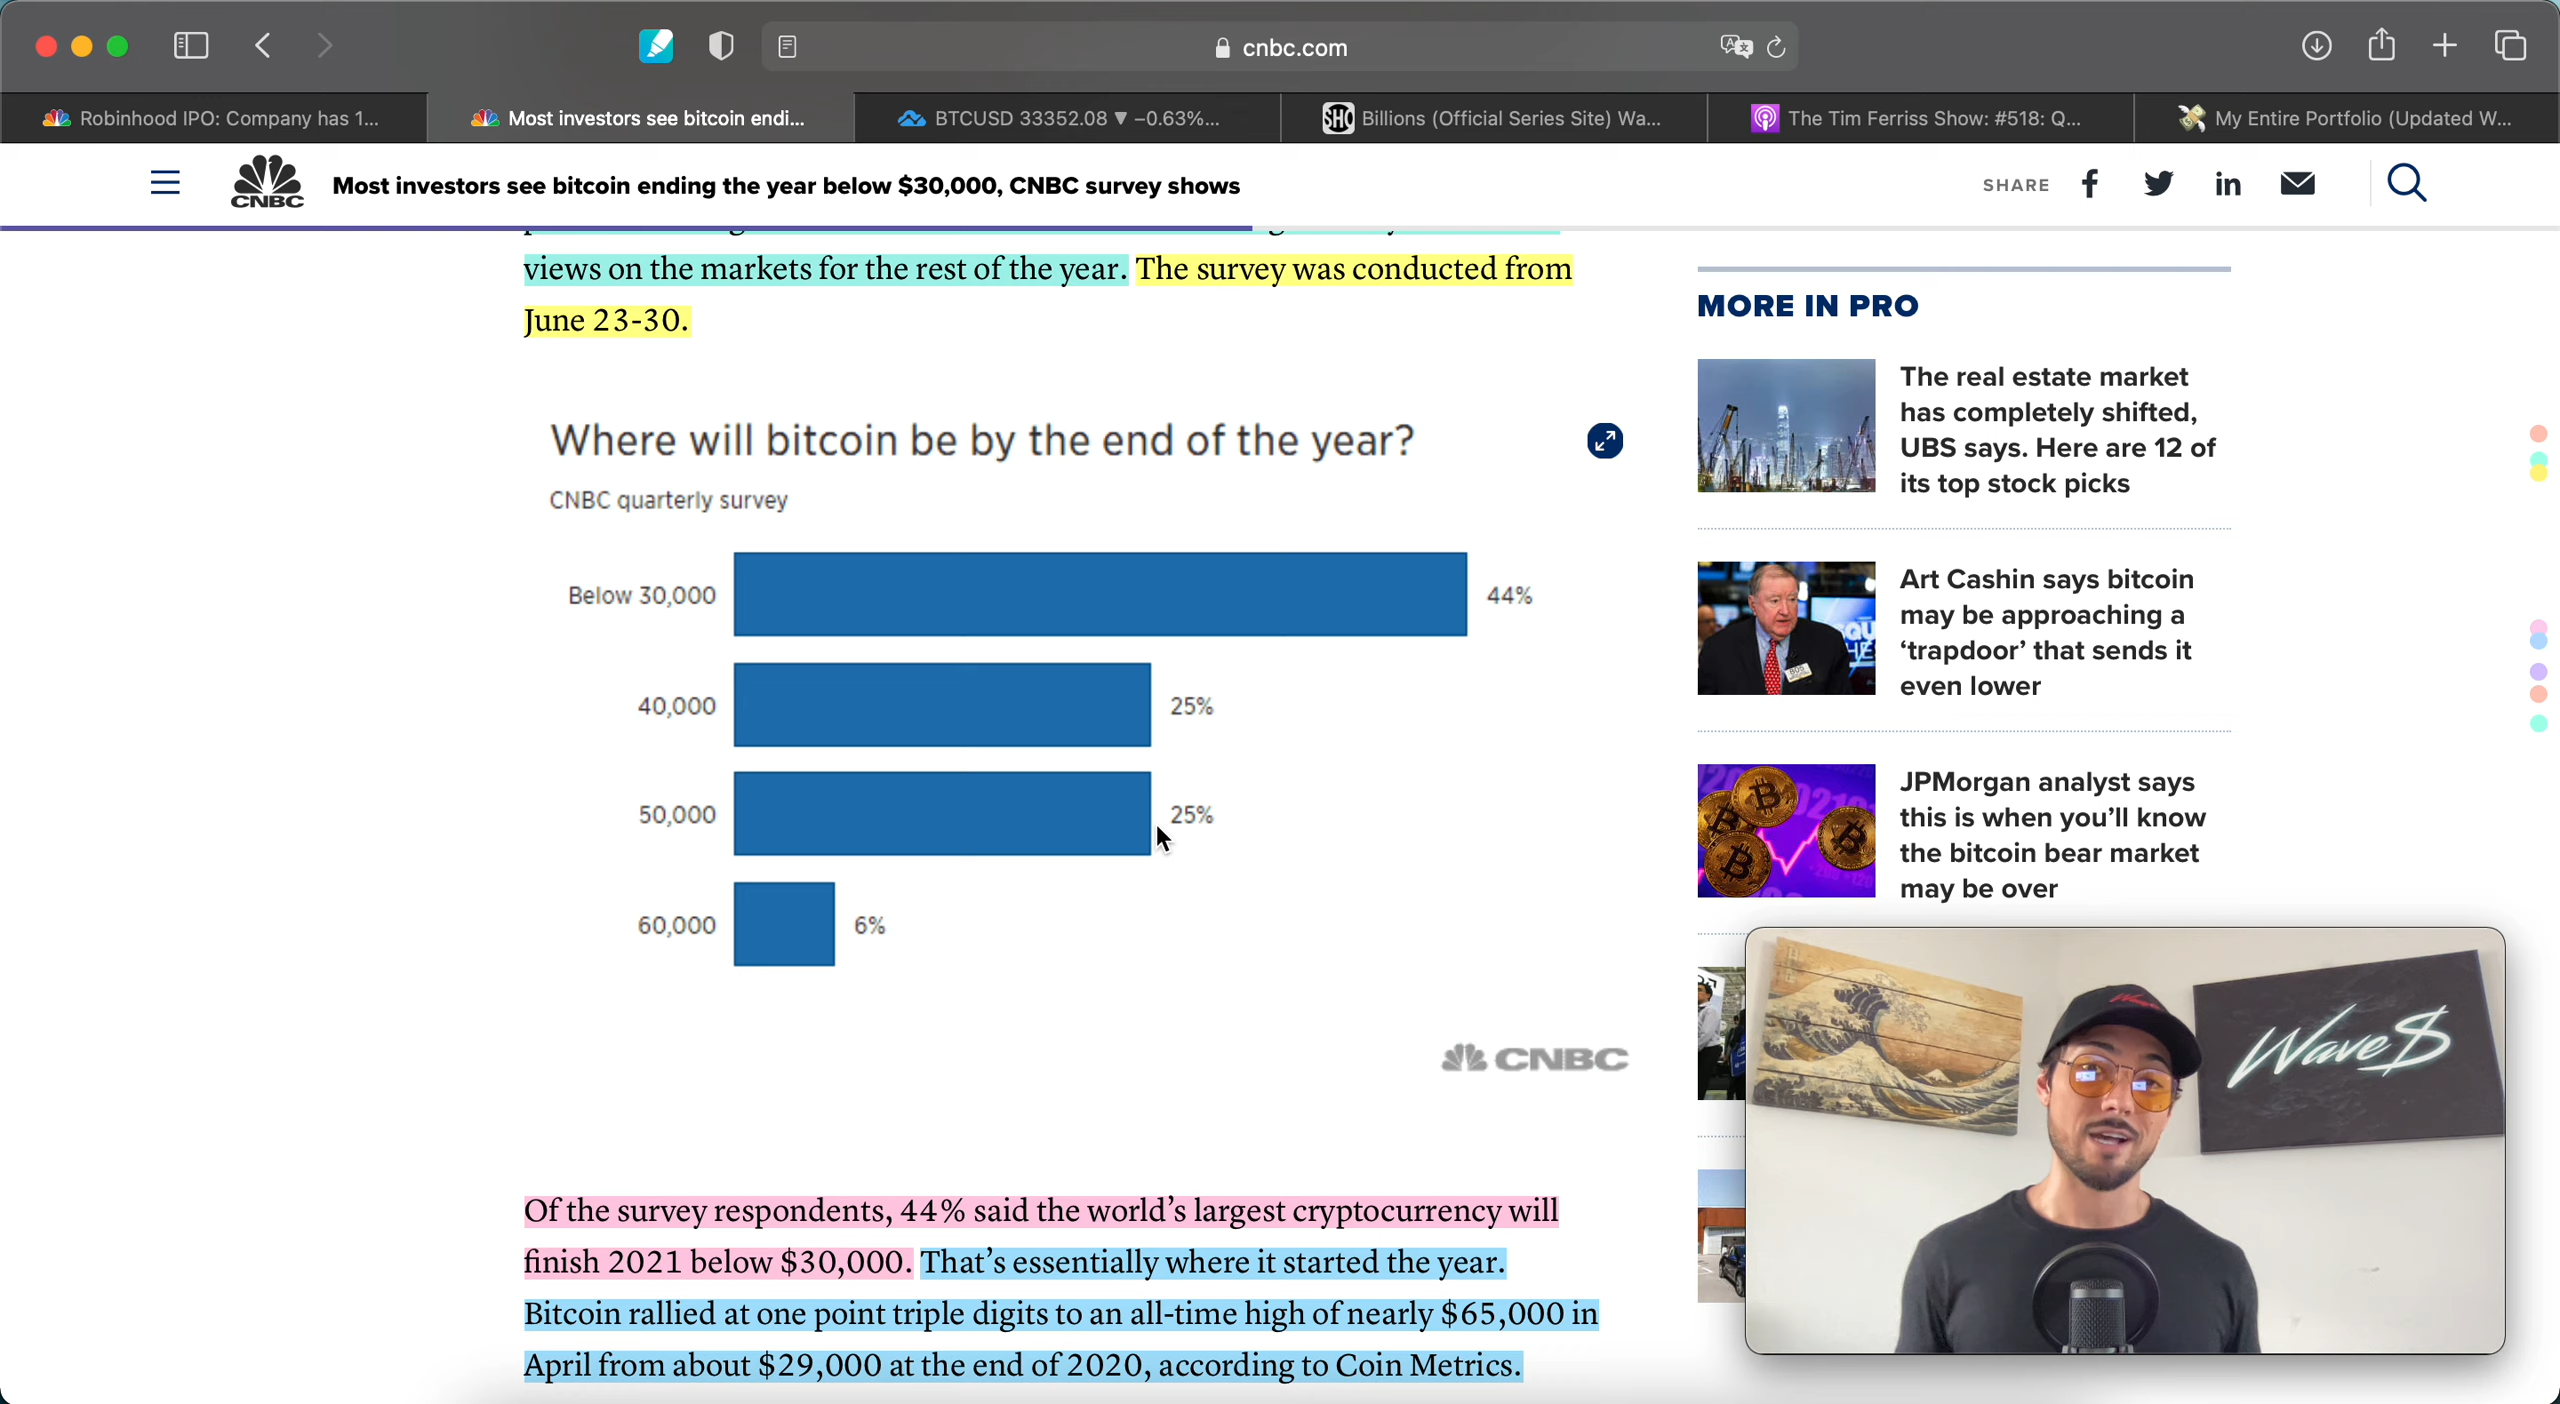 cnbc.com
Robinhood IPO: Company has 1...
Most investors see bitcoin endi...
BTCUSD 33352.08 ▼ −0.63%...
SHO Billions (Official Series Site) Wa...
The Tim Ferriss Show: #518: Q...
My Entire Portfolio (Updated W...
CNBC
Most investors see bitcoin ending the year below $30,000, CNBC survey shows
SHARE
views on the markets for the rest of the year. The survey was conducted from
June 23-30.
Where will bitcoin be by the end of the year?
CNBC quarterly survey
Below 30,000 44%
40,000 25%
50,000 25%
60,000 6%
CNBC
Of the survey respondents, 44% said the world’s largest cryptocurrency will
finish 2021 below $30,000. That’s essentially where it started the year.
Bitcoin rallied at one point triple digits to an all-time high of nearly $65,000 in
April from about $29,000 at the end of 2020, according to Coin Metrics.
MORE IN PRO
The real estate market
has completely shifted,
UBS says. Here are 12 of
its top stock picks
Art Cashin says bitcoin
may be approaching a
‘trapdoor’ that sends it
even lower
JPMorgan analyst says
this is when you’ll know
the bitcoin bear market
may be over
Wave$